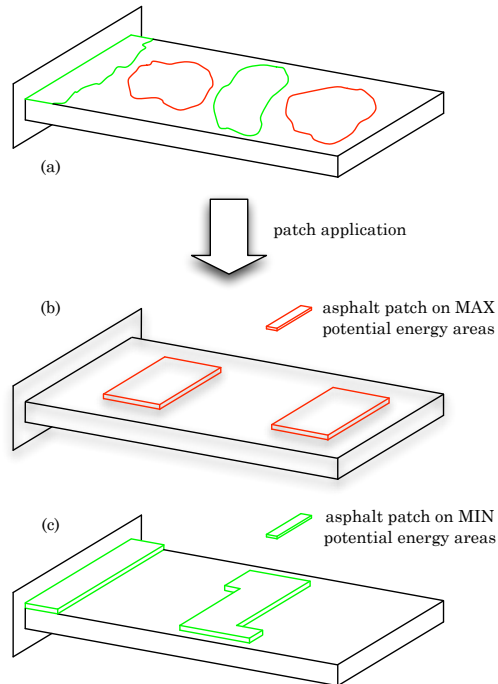 (a)
patch application
(b)
asphalt patch on MAX
potential energy areas
(c)
asphalt patch on MIN
potential energy areas